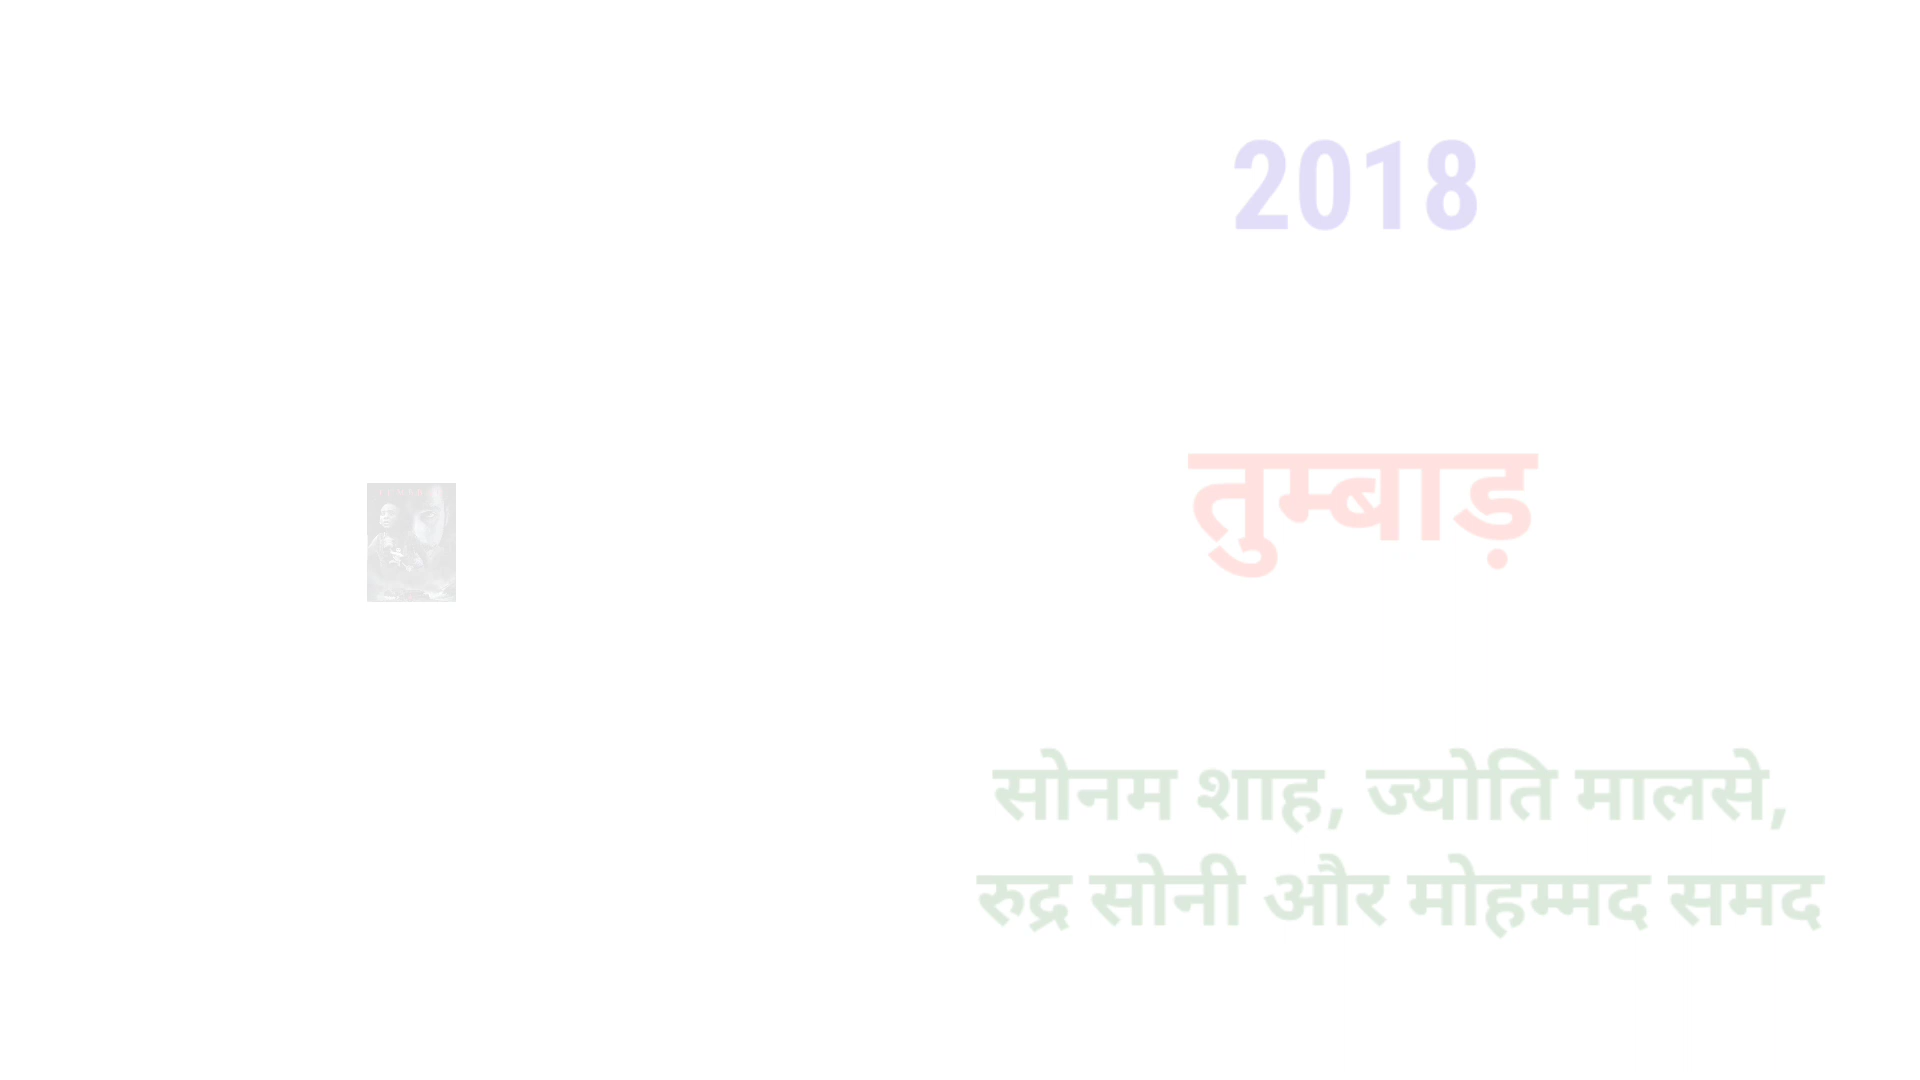 2018
तुम्बाड़
सोनम शाह, ज्योति मालसे,
रुद्र सोनी और मोहम्मद समद